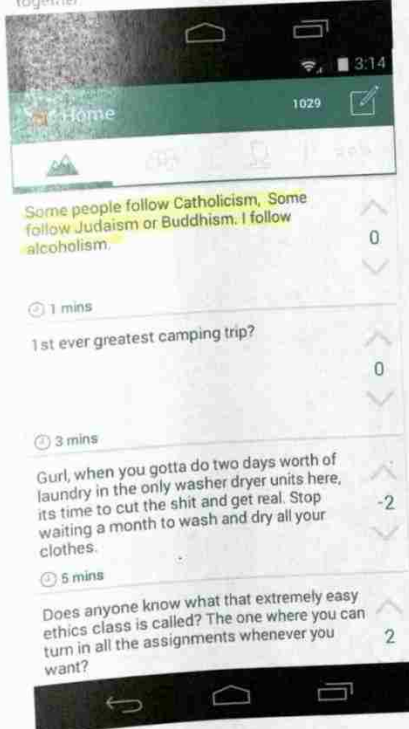 together.
3:14
Home
1029
Some people follow Catholicism, Some
follow Judaism or Buddhism. I follow
alcoholism.
0
1 mins
1st ever greatest camping trip?
0
3 mins
Gurl, when you gotta do two days worth of
laundry in the only washer dryer units here,
its time to cut the shit and get real. Stop
waiting a month to wash and dry all your
clothes.
-2
5 mins
Does anyone know what that extremely easy
ethics class is called? The one where you can
turn in all the assignments whenever you
want?
2